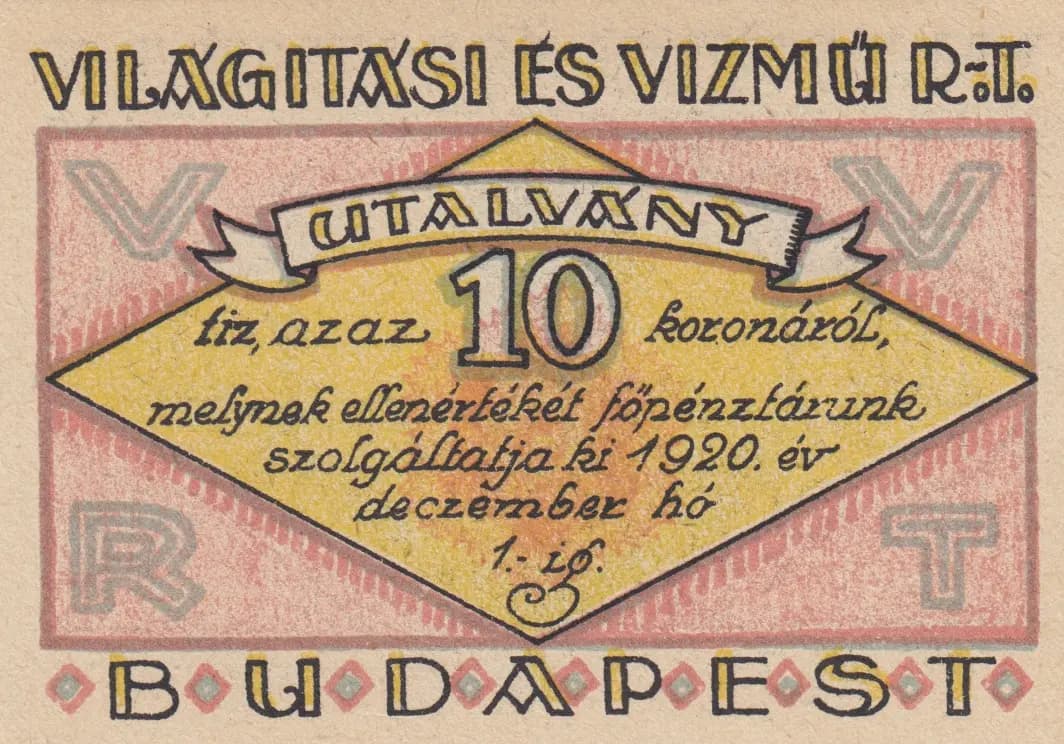 VILÁGITÁSI ÉS VIZMŰ R.-T.
V V
UTALVÁNY
tiz, azaz 10 koronáról,
melynek ellenértékét főpénztárunk
szolgáltatja ki 1920. év
deczember hó
1.- ig.
R T
BUDAPEST